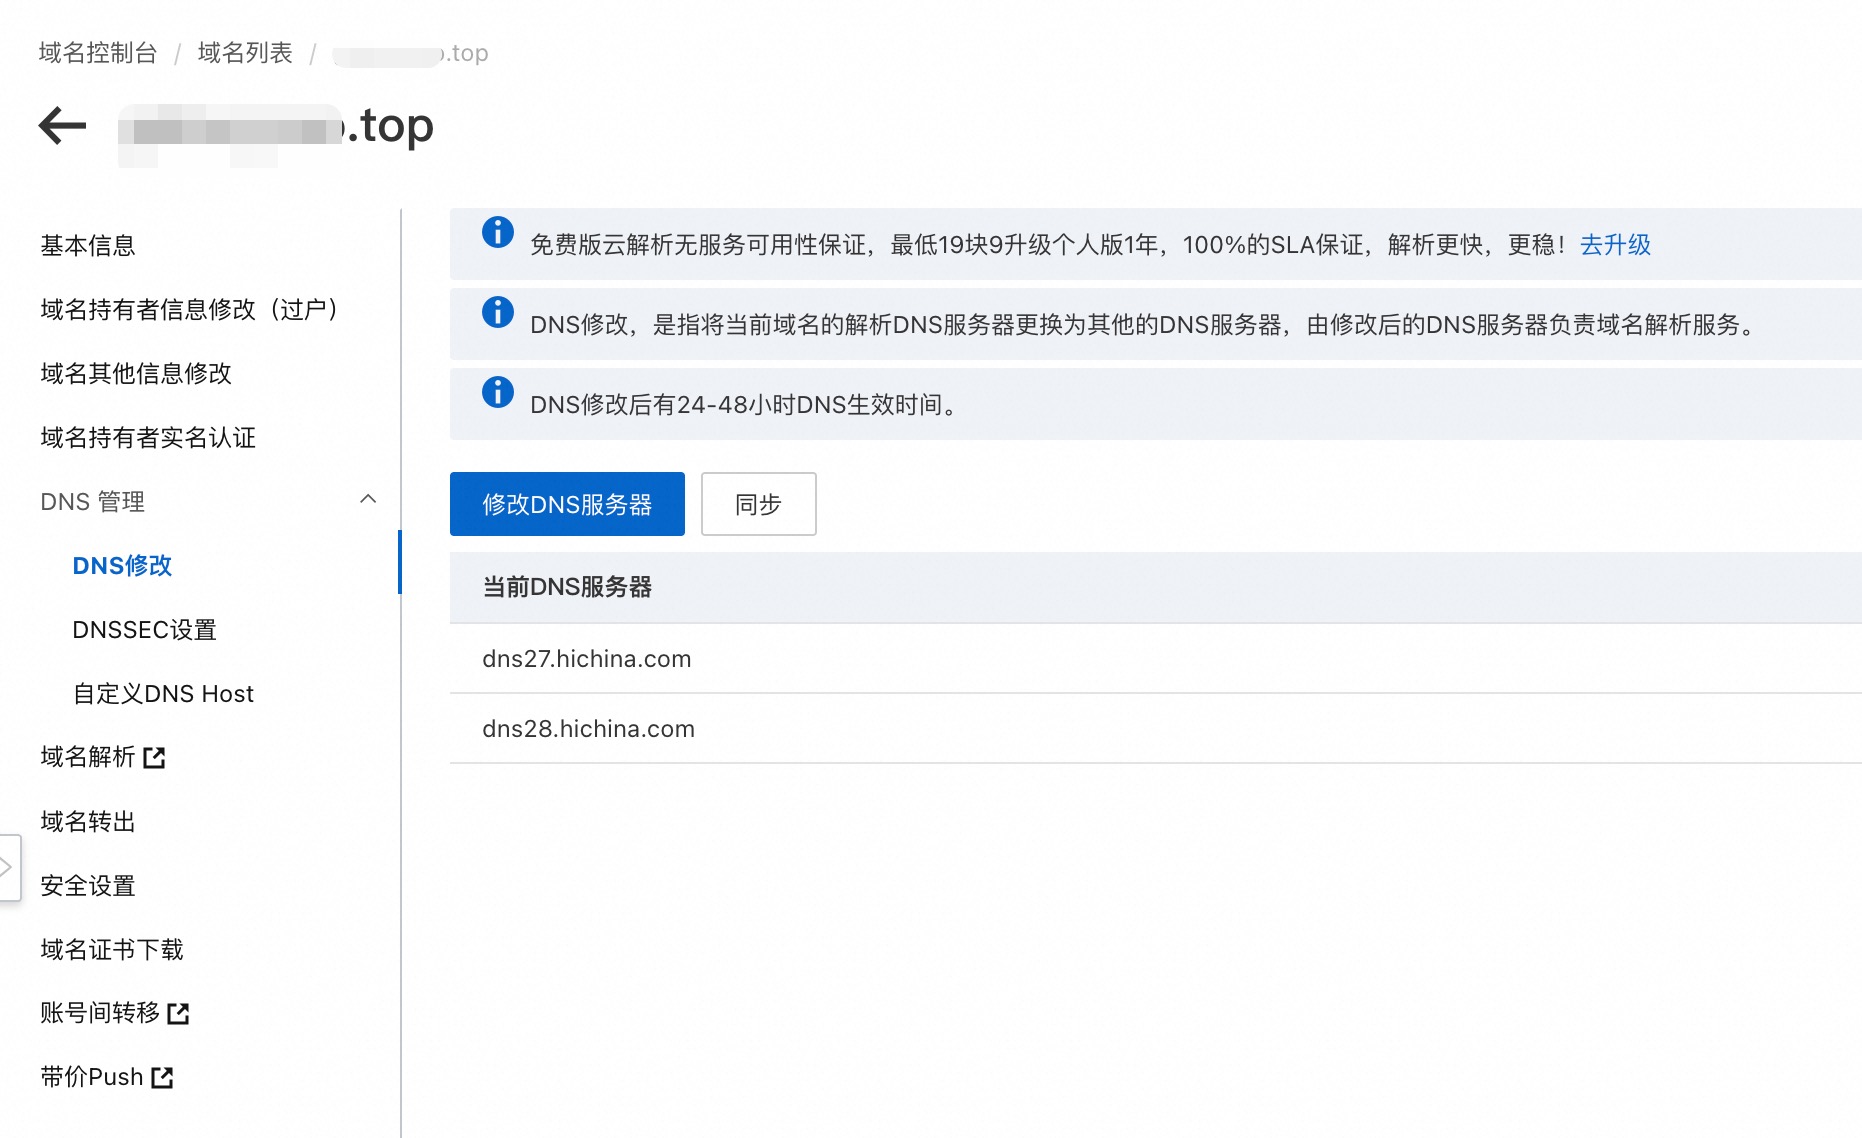 域名控制台 / 域名列表 / .top
.top
基本信息
域名持有者信息修改（过户）
域名其他信息修改
域名持有者实名认证
DNS 管理
DNS修改
DNSSEC设置
自定义DNS Host
域名解析
域名转出
安全设置
域名证书下载
账号间转移
带价Push
免费版云解析无服务可用性保证，最低19块9升级个人版1年，100%的SLA保证，解析更快，更稳！去升级
DNS修改，是指将当前域名的解析DNS服务器更换为其他的DNS服务器，由修改后的DNS服务器负责域名解析服务。
DNS修改后有24-48小时DNS生效时间。
修改DNS服务器 同步
当前DNS服务器
dns27.hichina.com
dns28.hichina.com